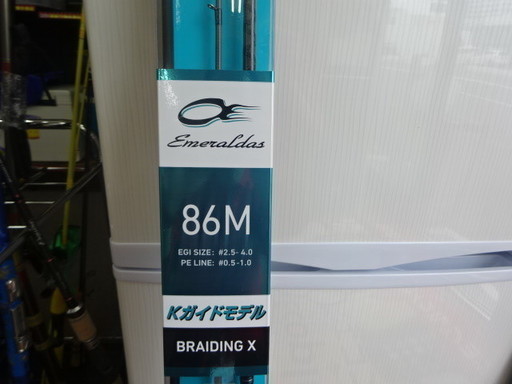 Emeraldas
86M
EGI SIZE: #2.5-4.0
PE LINE: #0.5-1.0
Kガイドモデル
BRAIDING X